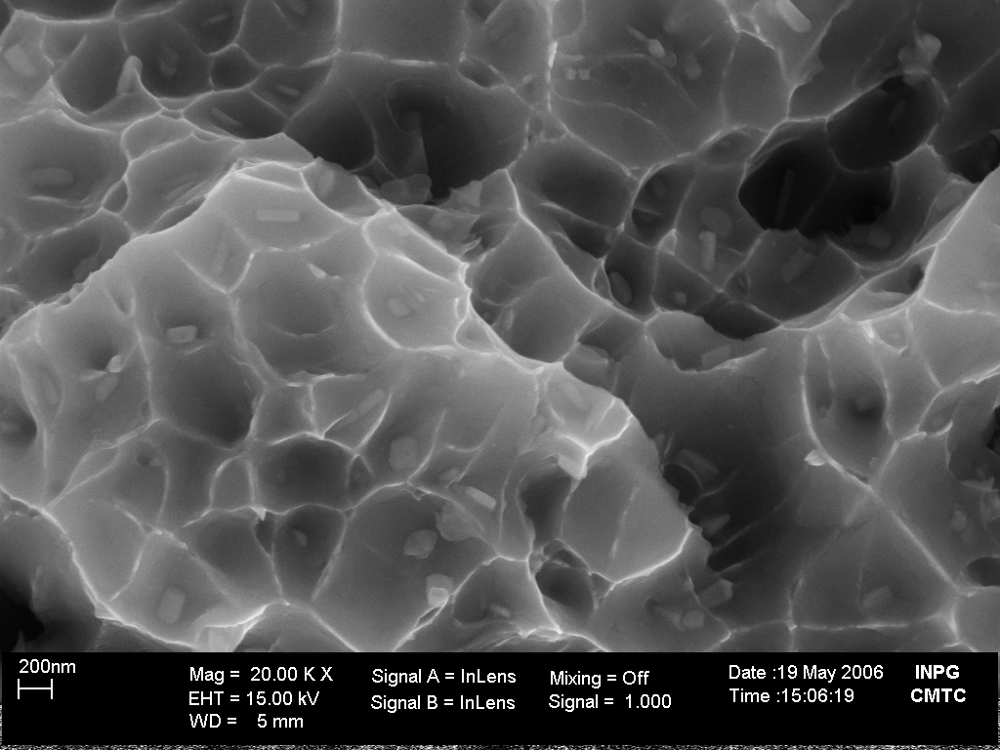 200nm
Mag = 20.00 K X
EHT = 15.00 kV
WD = 5 mm
Signal A = InLens
Signal B = InLens
Mixing = Off
Signal = 1.000
Date :19 May 2006
Time :15:06:19
INPG
CMTC